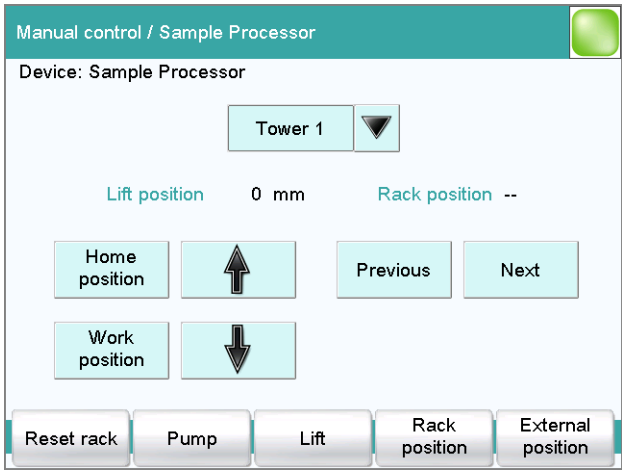 Manual control / Sample Processor
Device: Sample Processor
Tower 1
Lift position 0 mm Rack position --
Home position
Previous
Next
Work position
Reset rack
Pump
Lift
Rack position
External position